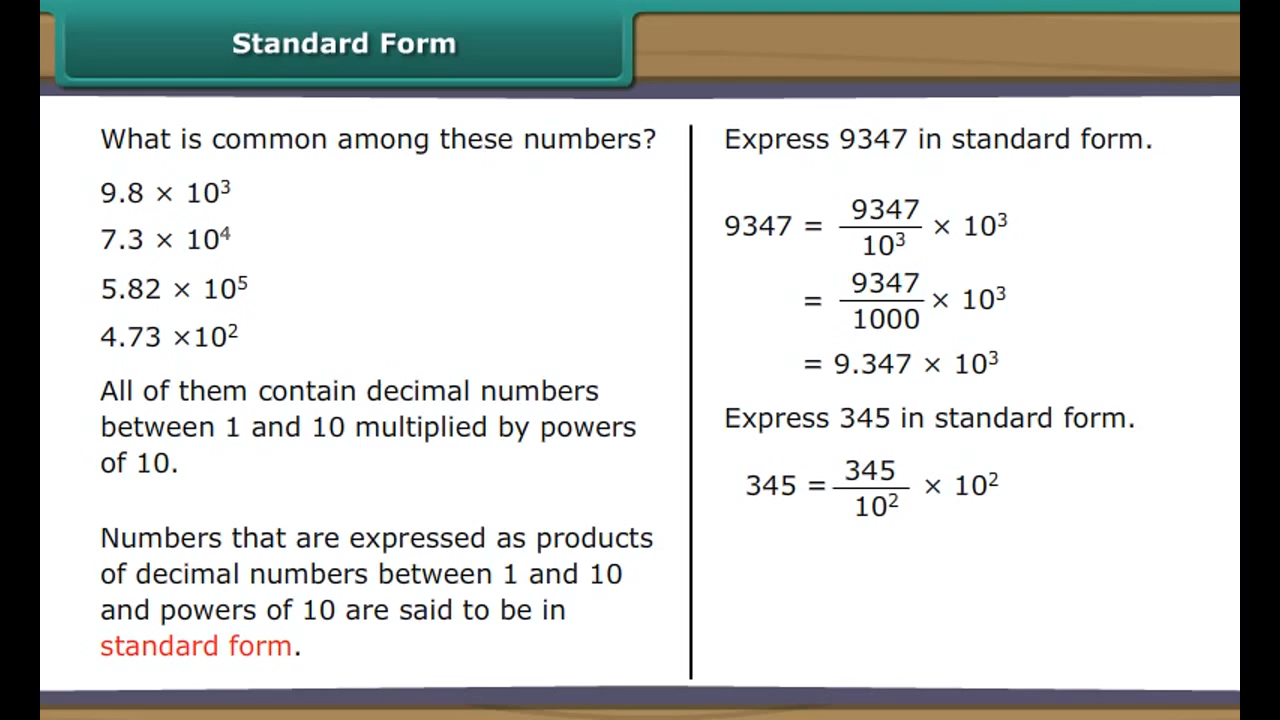 Standard Form
What is common among these numbers?
9.8 × 10³
7.3 × 10⁴
5.82 × 10⁵
4.73 ×10²
All of them contain decimal numbers
between 1 and 10 multiplied by powers
of 10.
Numbers that are expressed as products
of decimal numbers between 1 and 10
and powers of 10 are said to be in
standard form.
Express 9347 in standard form.
9347 = 9347/10³ × 10³
= 9347/1000 × 10³
= 9.347 × 10³
Express 345 in standard form.
345 = 345/10² × 10²